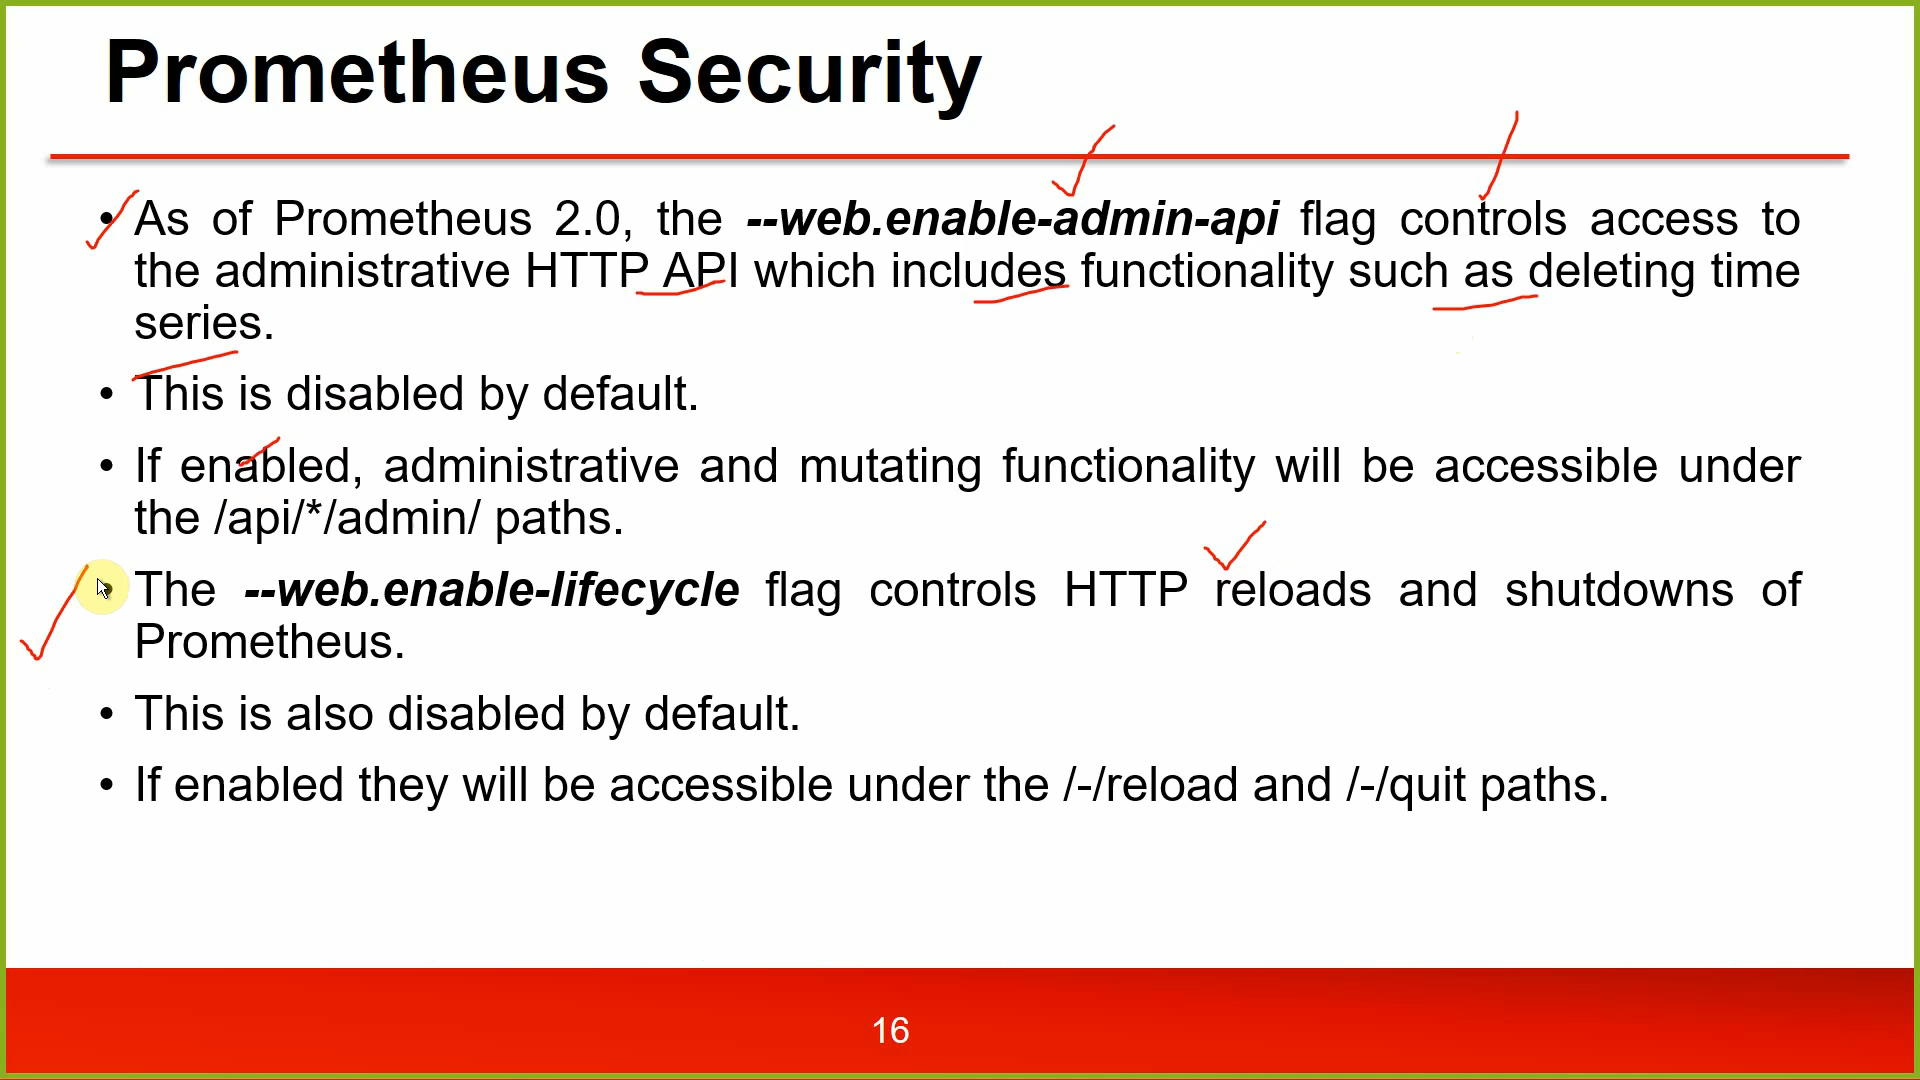 Prometheus Security
• As of Prometheus 2.0, the --web.enable-admin-api flag controls access to
the administrative HTTP API which includes functionality such as deleting time
series.
• This is disabled by default.
• If enabled, administrative and mutating functionality will be accessible under
the /api/*/admin/ paths.
• The --web.enable-lifecycle flag controls HTTP reloads and shutdowns of
Prometheus.
• This is also disabled by default.
• If enabled they will be accessible under the /-/reload and /-/quit paths.
16